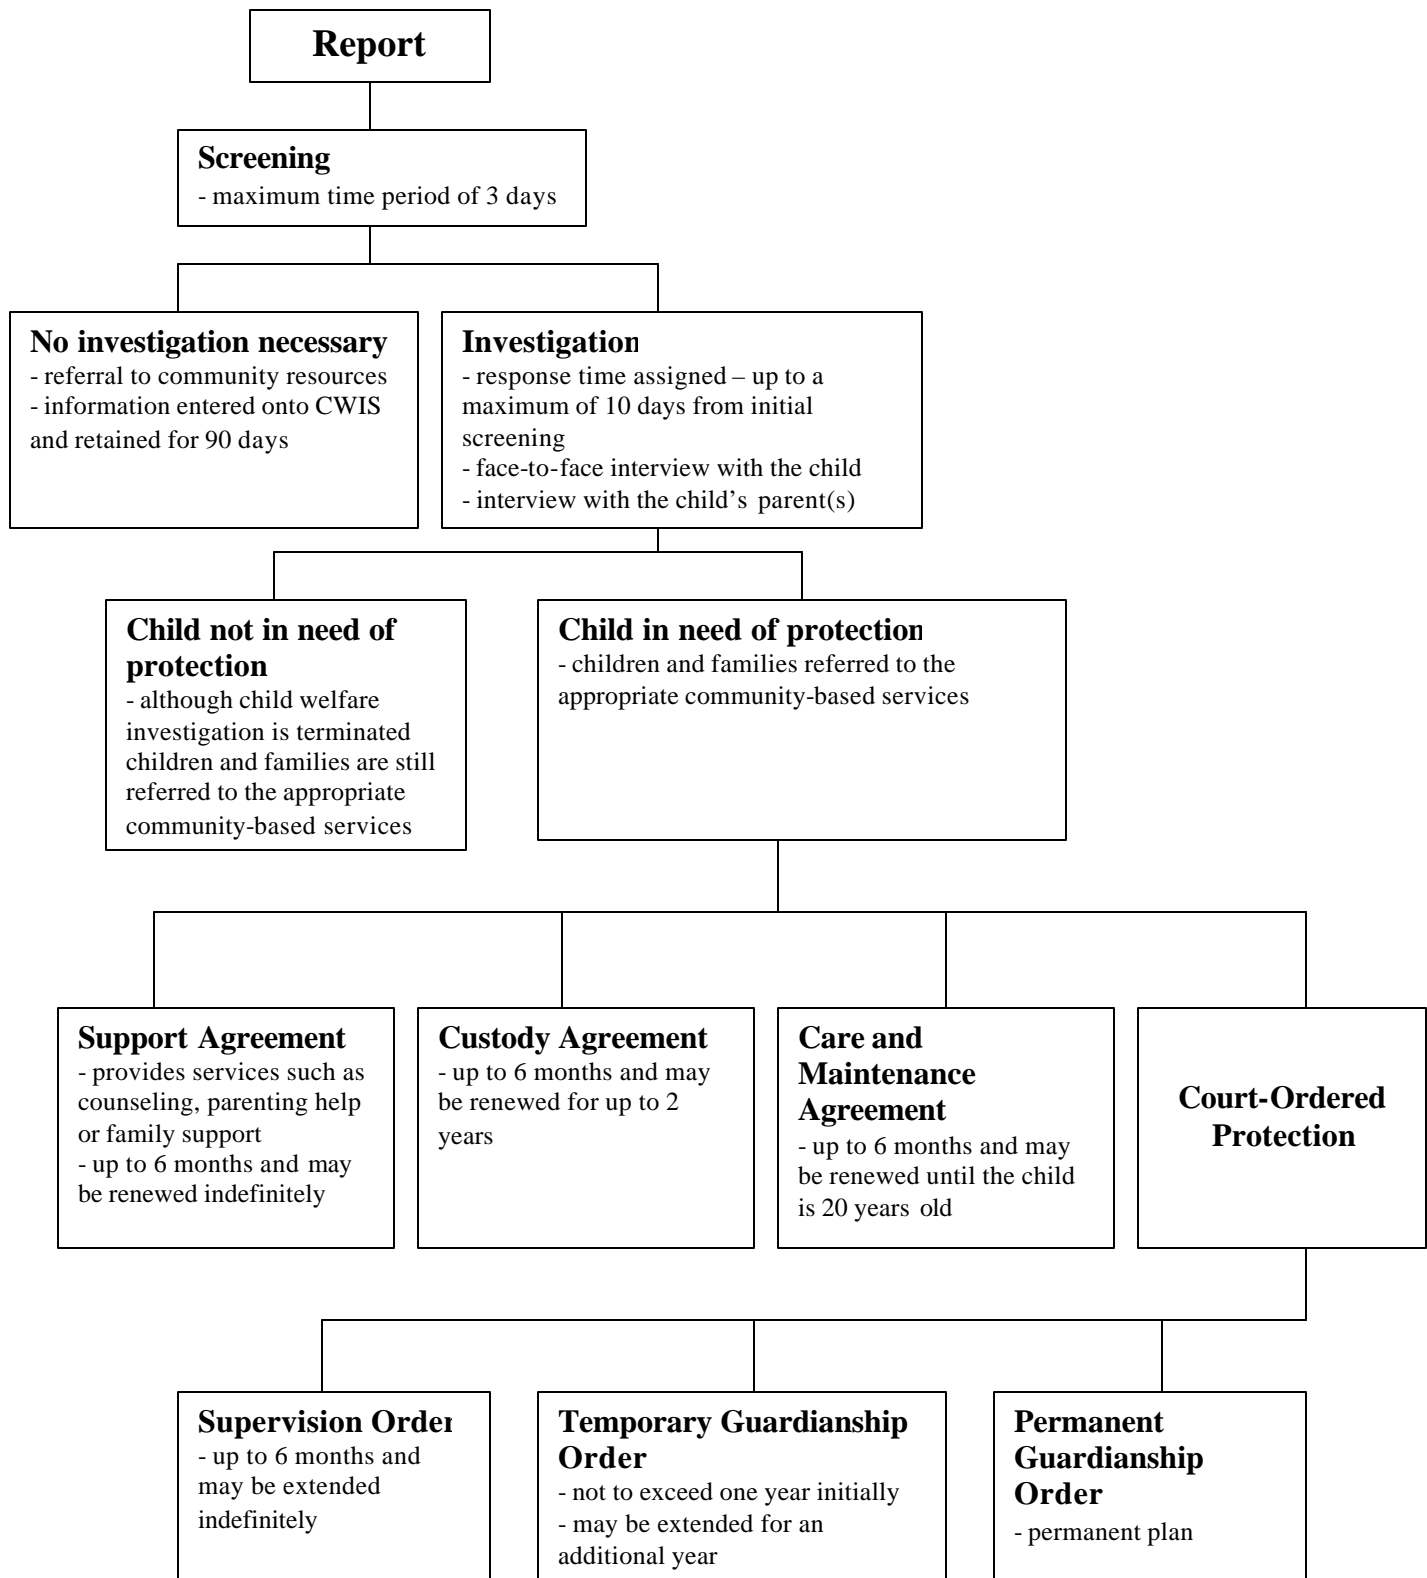 Report
Screening
- maximum time period of 3 days
No investigation necessary
- referral to community resources
- information entered onto CWIS
and retained for 90 days
Investigation
- response time assigned – up to a
maximum of 10 days from initial
screening
- face-to-face interview with the child
- interview with the child’s parent(s)
Child not in need of
protection
- although child welfare
investigation is terminated
children and families are still
referred to the appropriate
community-based services
Child in need of protection
- children and families referred to the
appropriate community-based services
Support Agreement
- provides services such as
counseling, parenting help
or family support
- up to 6 months and may
be renewed indefinitely
Custody Agreement
- up to 6 months and may
be renewed for up to 2
years
Care and
Maintenance
Agreement
- up to 6 months and may
be renewed until the child
is 20 years old
Court-Ordered
Protection
Supervision Order
- up to 6 months and
may be extended
indefinitely
Temporary Guardianship
Order
- not to exceed one year initially
- may be extended for an
additional year
Permanent
Guardianship
Order
- permanent plan